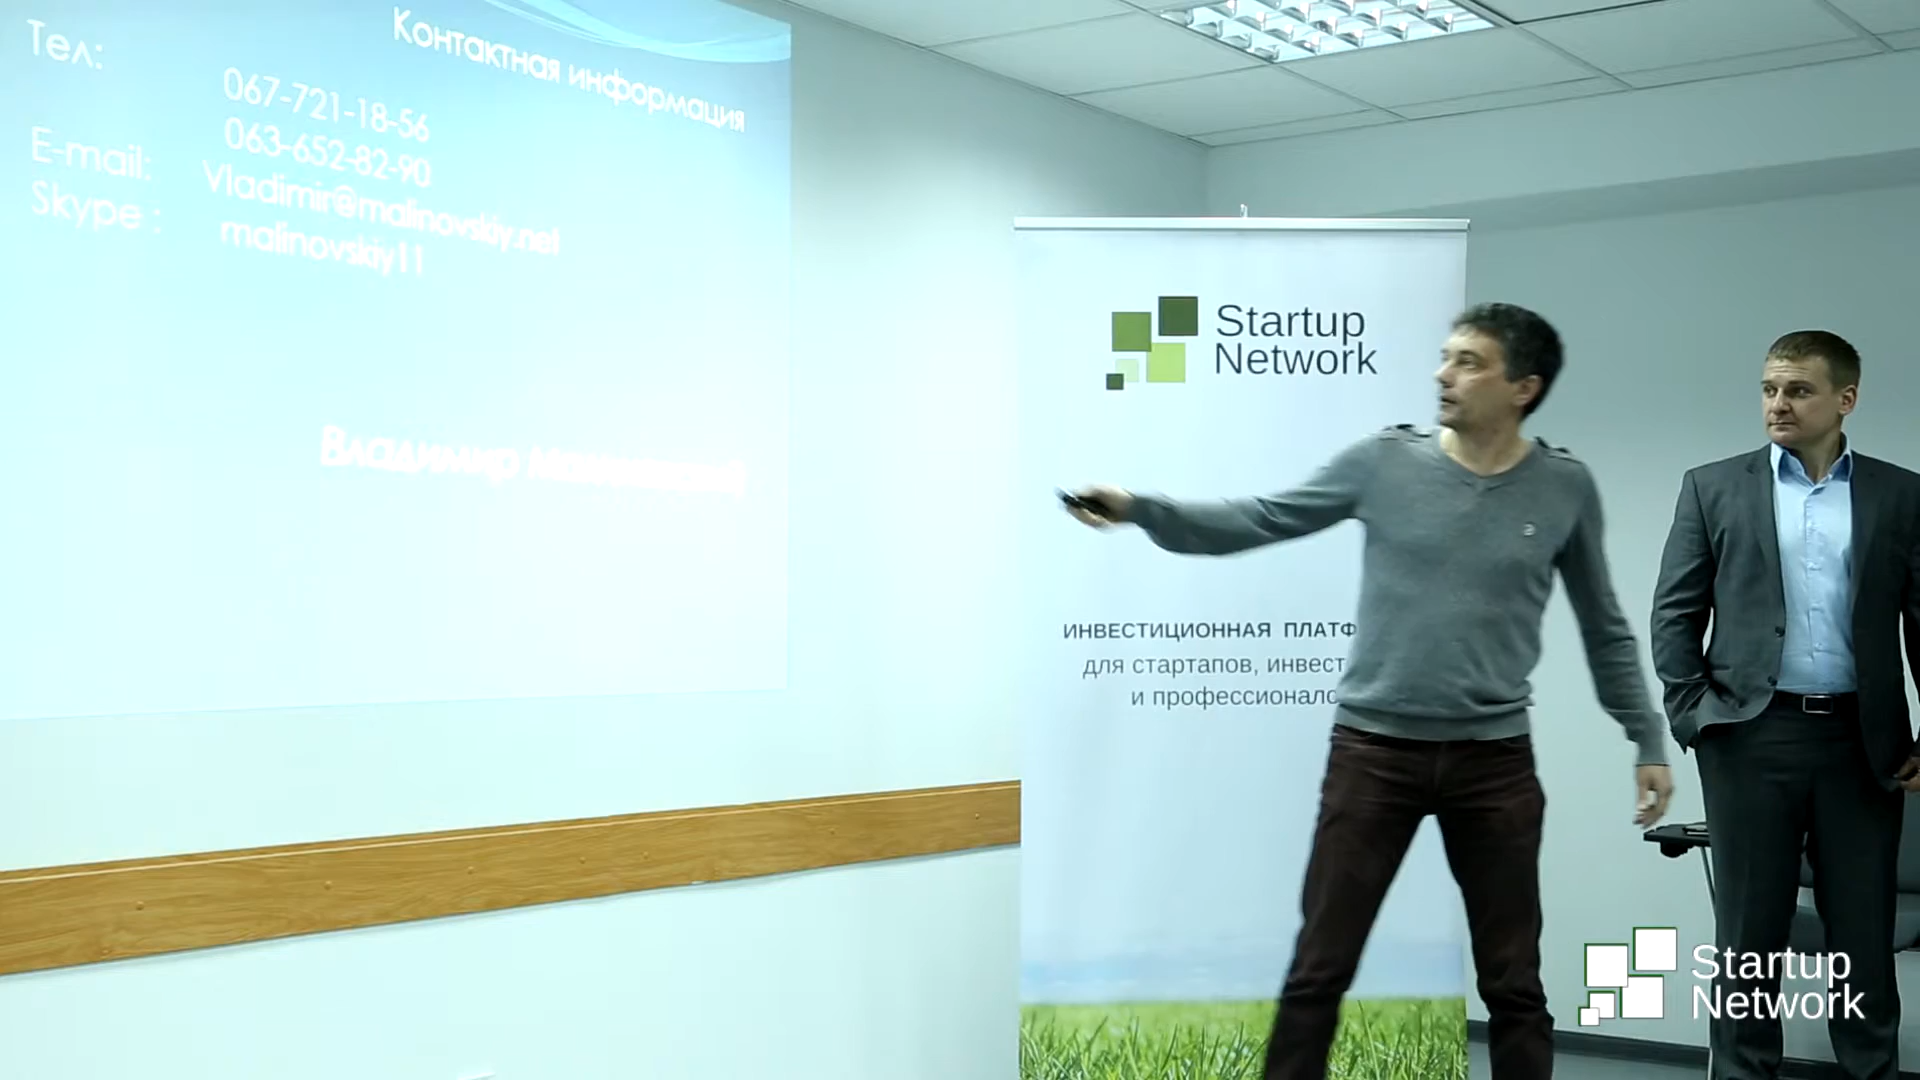 Контактная информация
Тел:
067-721-18-56
063-652-82-90
E-mail: Vladimir@malinovskiy.net
Skype : malinovskiy11
Владимир
Startup
Network
ИНВЕСТИЦИОННАЯ ПЛАТФ
для стартапов, инвест
и профессионало
Startup
Network